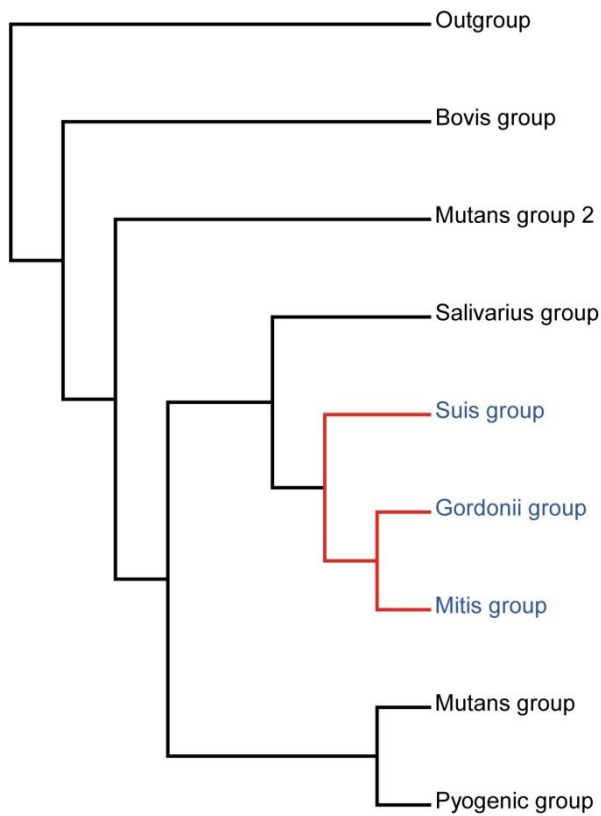 Outgroup
Bovis group
Mutans group 2
Salivarius group
Suis group
Gordonii group
Mitis group
Mutans group
Pyogenic group